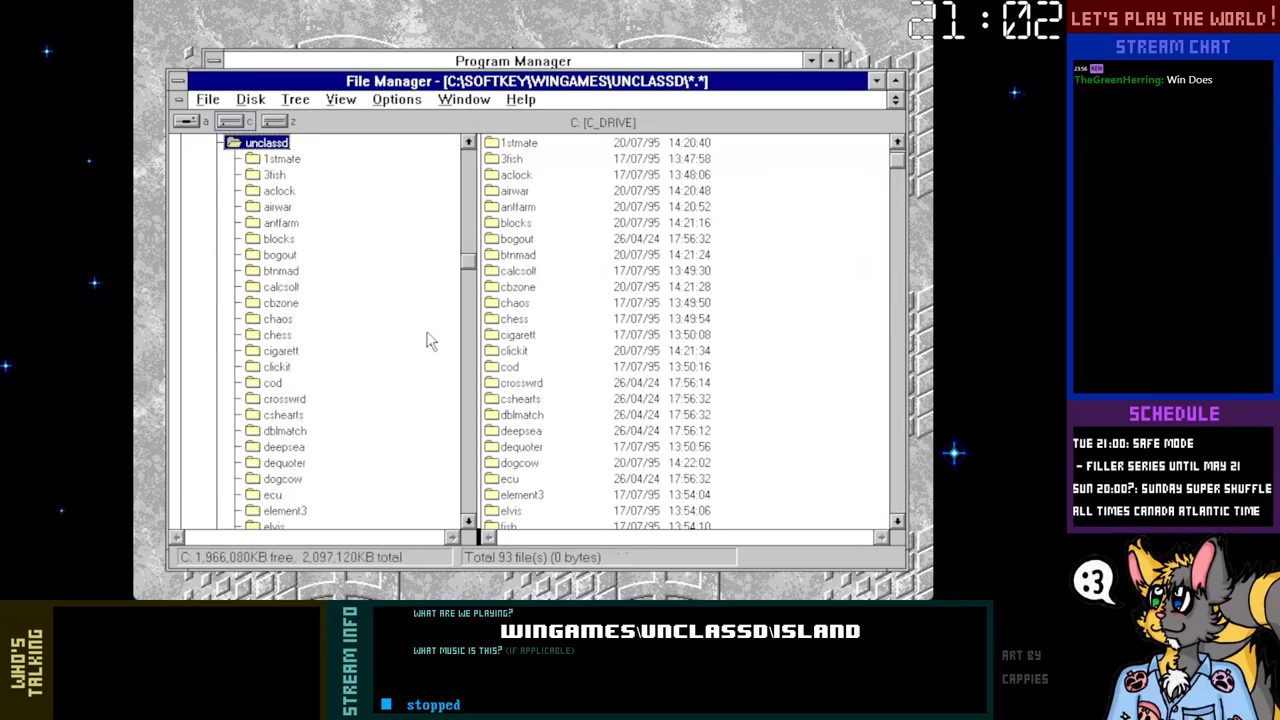 21:02
LET'S PLAY THE WORLD!
STREAM CHAT
23:56 NEW
TheGreenHerring: Win Does
Program Manager
File Manager - [C:\SOFTKEY\WINGAMES\UNCLASSD\*.*]
File Disk Tree View Options Window Help
a c z C: [C_DRIVE]
unclassd
1stmate
3fish
aclock
airwar
antfarm
blocks
bogout
btnmad
calcsolt
cbzone
chaos
chess
cigarett
clickit
cod
crosswrd
cshearts
dblmatch
deepsea
dequoter
dogcow
ecu
element3
elvis
1stmate 20/07/95 14:20:40
3fish 17/07/95 13:47:58
aclock 17/07/95 13:48:06
airwar 20/07/95 14:20:48
antfarm 20/07/95 14:20:52
blocks 20/07/95 14:21:16
bogout 26/04/24 17:56:32
btnmad 20/07/95 14:21:24
calcsolt 17/07/95 13:49:30
cbzone 20/07/95 14:21:28
chaos 17/07/95 13:49:50
chess 17/07/95 13:49:54
cigarett 17/07/95 13:50:08
clickit 20/07/95 14:21:34
cod 17/07/95 13:50:16
crosswrd 26/04/24 17:56:14
cshearts 26/04/24 17:56:32
dblmatch 26/04/24 17:56:32
deepsea 26/04/24 17:56:12
dequoter 17/07/95 13:50:56
dogcow 20/07/95 14:22:02
ecu 26/04/24 17:56:32
element3 17/07/95 13:54:04
elvis 17/07/95 13:54:06
fish 17/07/95 13:54:10
C: 1,966,080KB free, 2,097,120KB total
Total 93 file(s) (0 bytes)
SCHEDULE
TUE 21:00: SAFE MODE
- FILLER SERIES UNTIL MAY 21
SUN 20:00?: SUNDAY SUPER SHUFFLE
ALL TIMES CANADA ATLANTIC TIME
:3
WHO'S TALKING
STREAM INFO
WHAT ARE WE PLAYING?
WINGAMES\UNCLASSD\ISLAND
WHAT MUSIC IS THIS? (IF APPLICABLE)
stopped
ART BY
CAPPIES